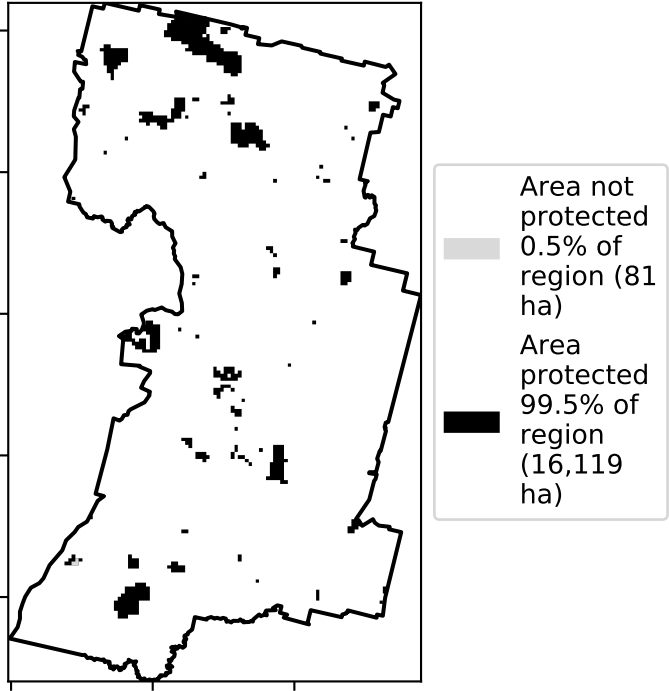 Area not
protected
0.5% of
region (81
ha)
Area
protected
99.5% of
region
(16,119
ha)